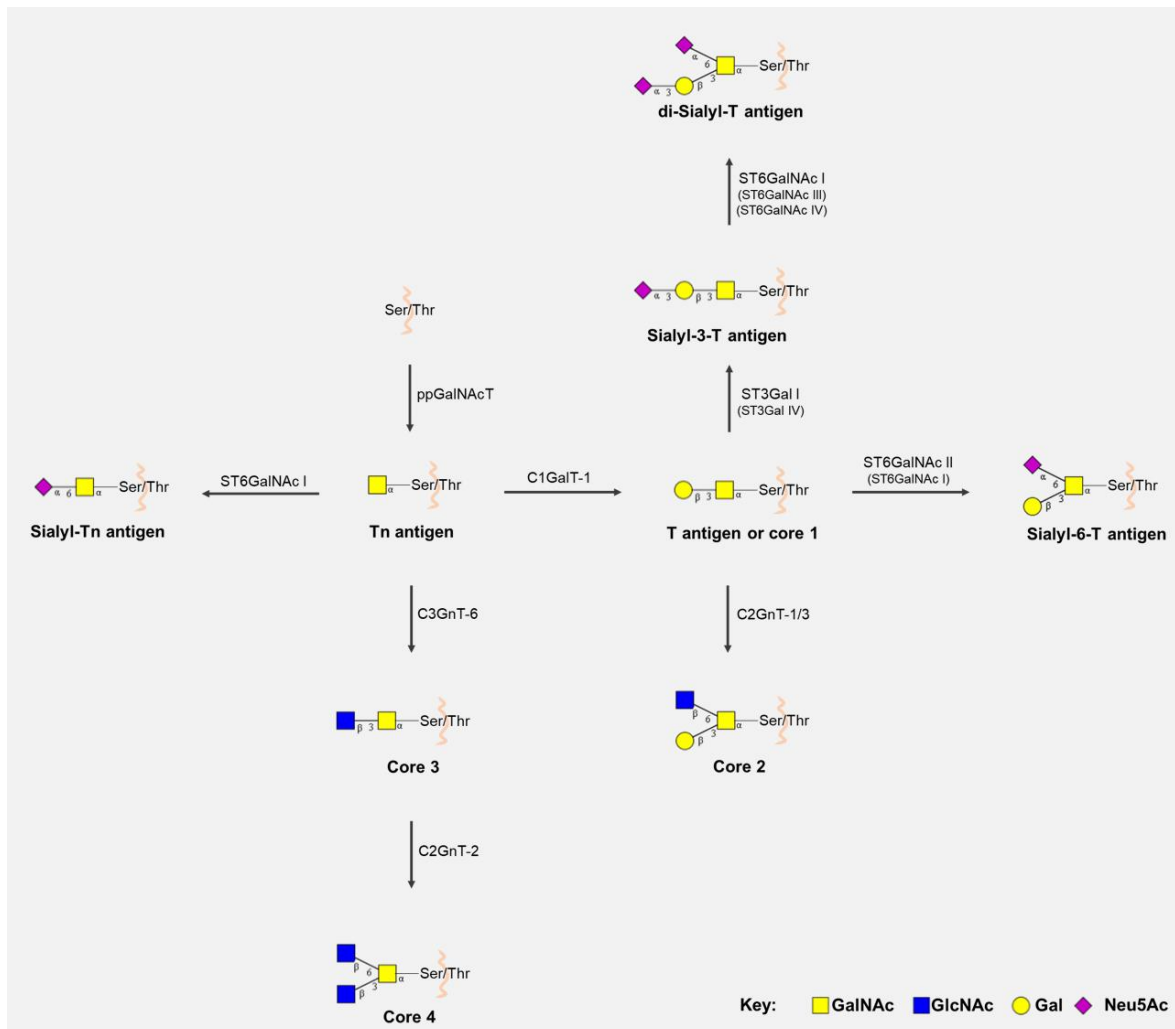 α 6
α 3 β 3 α Ser/Thr
di-Sialyl-T antigen
ST6GalNAc I
(ST6GalNAc III)
(ST6GalNAc IV)
α 3 β 3 α Ser/Thr
Sialyl-3-T antigen
Ser/Thr
ppGalNAcT
ST3Gal I
(ST3Gal IV)
α 6 α Ser/Thr
Sialyl-Tn antigen
ST6GalNAc I
α Ser/Thr
Tn antigen
C1GalT-1
β 3 α Ser/Thr
T antigen or core 1
ST6GalNAc II
(ST6GalNAc I)
α 6
β 3 α Ser/Thr
Sialyl-6-T antigen
C3GnT-6
C2GnT-1/3
β 3 α Ser/Thr
Core 3
β 6
β 3 α Ser/Thr
Core 2
C2GnT-2
β 6
β 3 α Ser/Thr
Core 4
Key: GalNAc GlcNAc Gal Neu5Ac